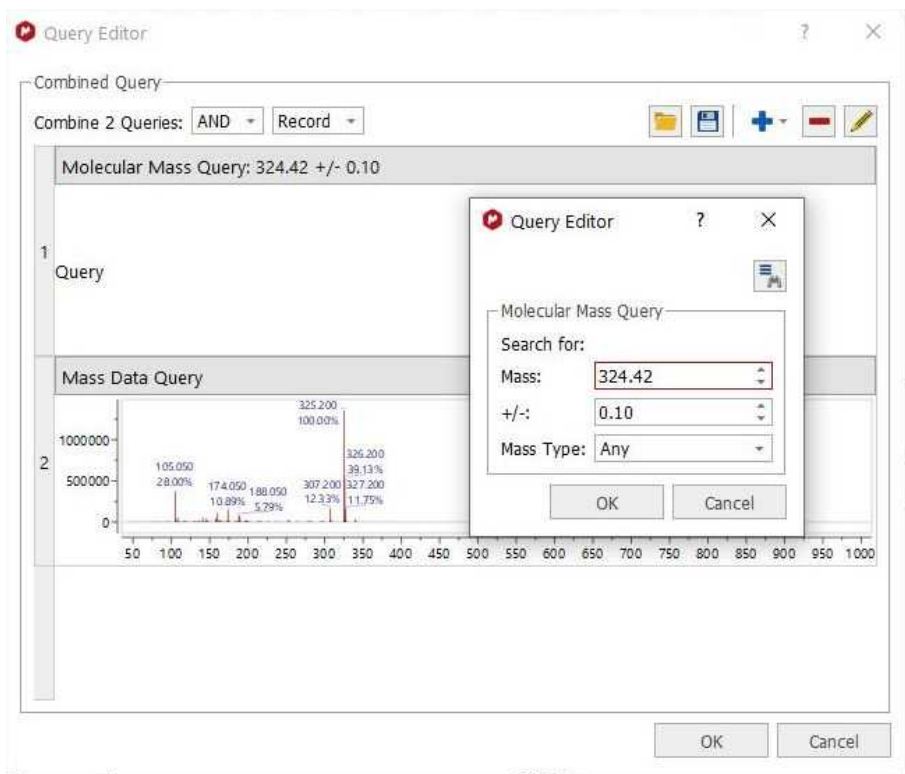 Query Editor
Combined Query
Combine 2 Queries: AND Record
Molecular Mass Query: 324.42 +/- 0.10
1
Query
Mass Data Query
2
1000000
500000
0
325.200
100.00%
326.200
39.13%
105.050
28.00%
174.050
10.89%
188.050
5.79%
307.200
12.33%
327.200
11.75%
50 100 150 200 250 300 350 400 450 500 550 600 650 700 750 800 850 900 950 1000
Query Editor ?
Molecular Mass Query
Search for:
Mass: 324.42
+/-: 0.10
Mass Type: Any
OK Cancel
OK Cancel